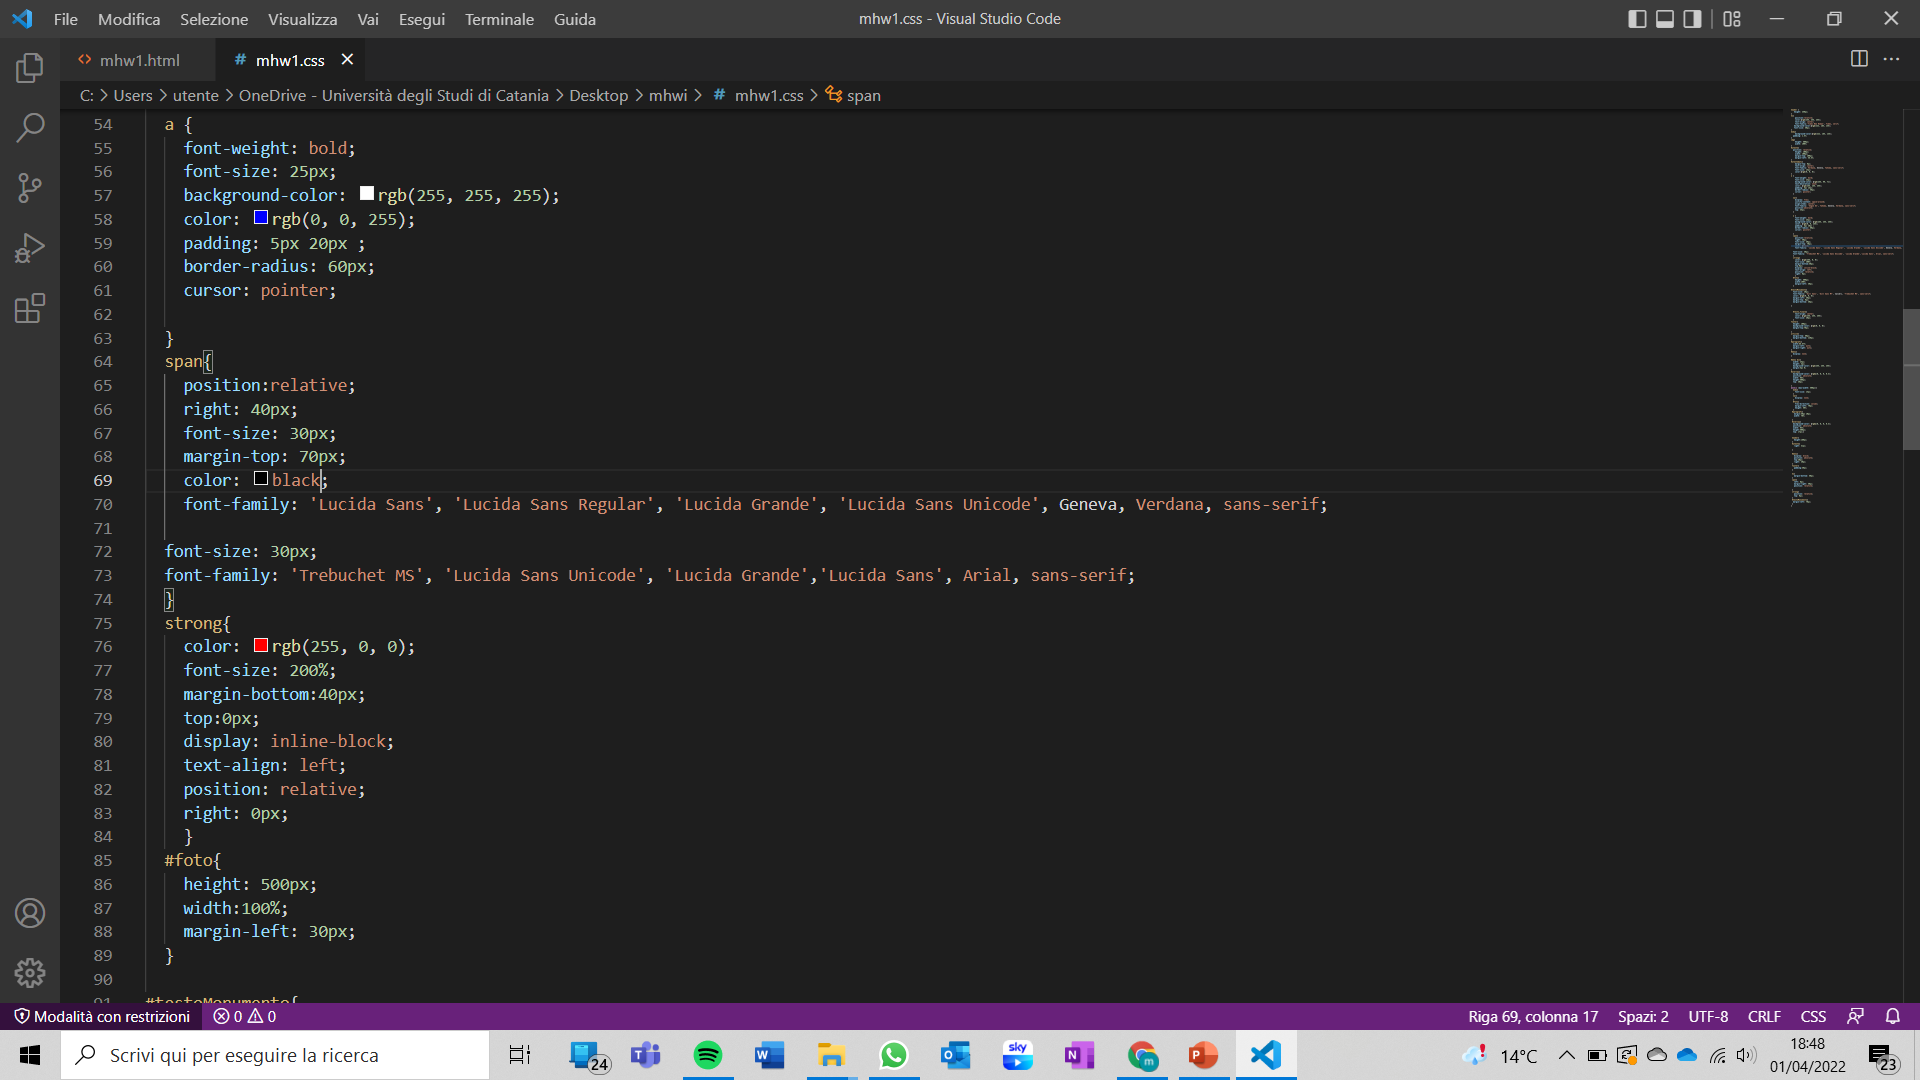 File Modifica Selezione Visualizza Vai Esegui Terminale Guida mhw1.css - Visual Studio Code
mhw1.html # mhw1.css
C: > Users > utente > OneDrive - Università degli Studi di Catania > Desktop > mhwi > # mhw1.css > span
54 a {
55 font-weight: bold;
56 font-size: 25px;
57 background-color: rgb(255, 255, 255);
58 color: rgb(0, 0, 255);
59 padding: 5px 20px ;
60 border-radius: 60px;
61 cursor: pointer;
62
63 }
64 span{
65 position:relative;
66 right: 40px;
67 font-size: 30px;
68 margin-top: 70px;
69 color: black;
70 font-family: 'Lucida Sans', 'Lucida Sans Regular', 'Lucida Grande', 'Lucida Sans Unicode', Geneva, Verdana, sans-serif;
71
72 font-size: 30px;
73 font-family: 'Trebuchet MS', 'Lucida Sans Unicode', 'Lucida Grande','Lucida Sans', Arial, sans-serif;
74 }
75 strong{
76 color: rgb(255, 0, 0);
77 font-size: 200%;
78 margin-bottom:40px;
79 top:0px;
80 display: inline-block;
81 text-align: left;
82 position: relative;
83 right: 0px;
84 }
85 #foto{
86 height: 500px;
87 width:100%;
88 margin-left: 30px;
89 }
90
91 #testoMonumento{
Modalità con restrizioni 0 0 Riga 69, colonna 17 Spazi: 2 UTF-8 CRLF CSS
Scrivi qui per eseguire la ricerca 24 sky 14°C 18:48
01/04/2022 23